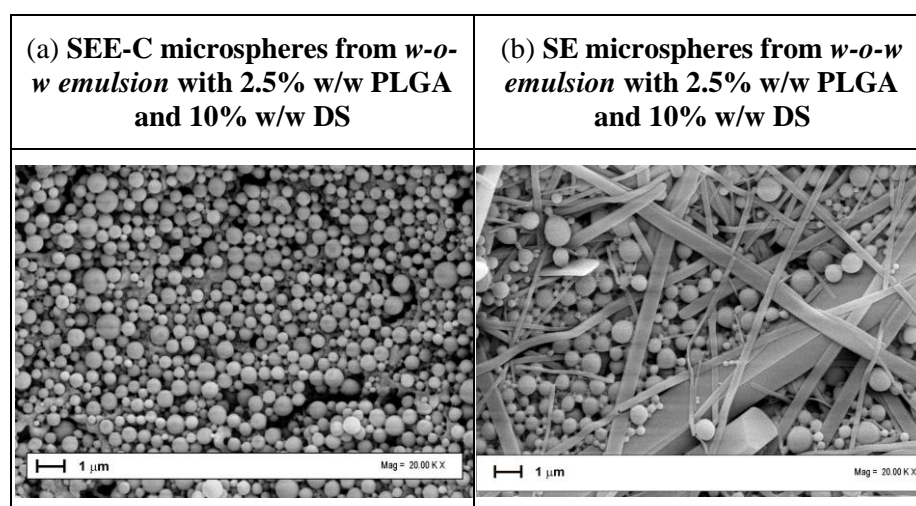 (a) SEE-C microspheres from w-o-
w emulsion with 2.5% w/w PLGA
and 10% w/w DS
(b) SE microspheres from w-o-w
emulsion with 2.5% w/w PLGA
and 10% w/w DS
1 µm
Mag = 20.00 K X
1 µm
Mag = 20.00 K X